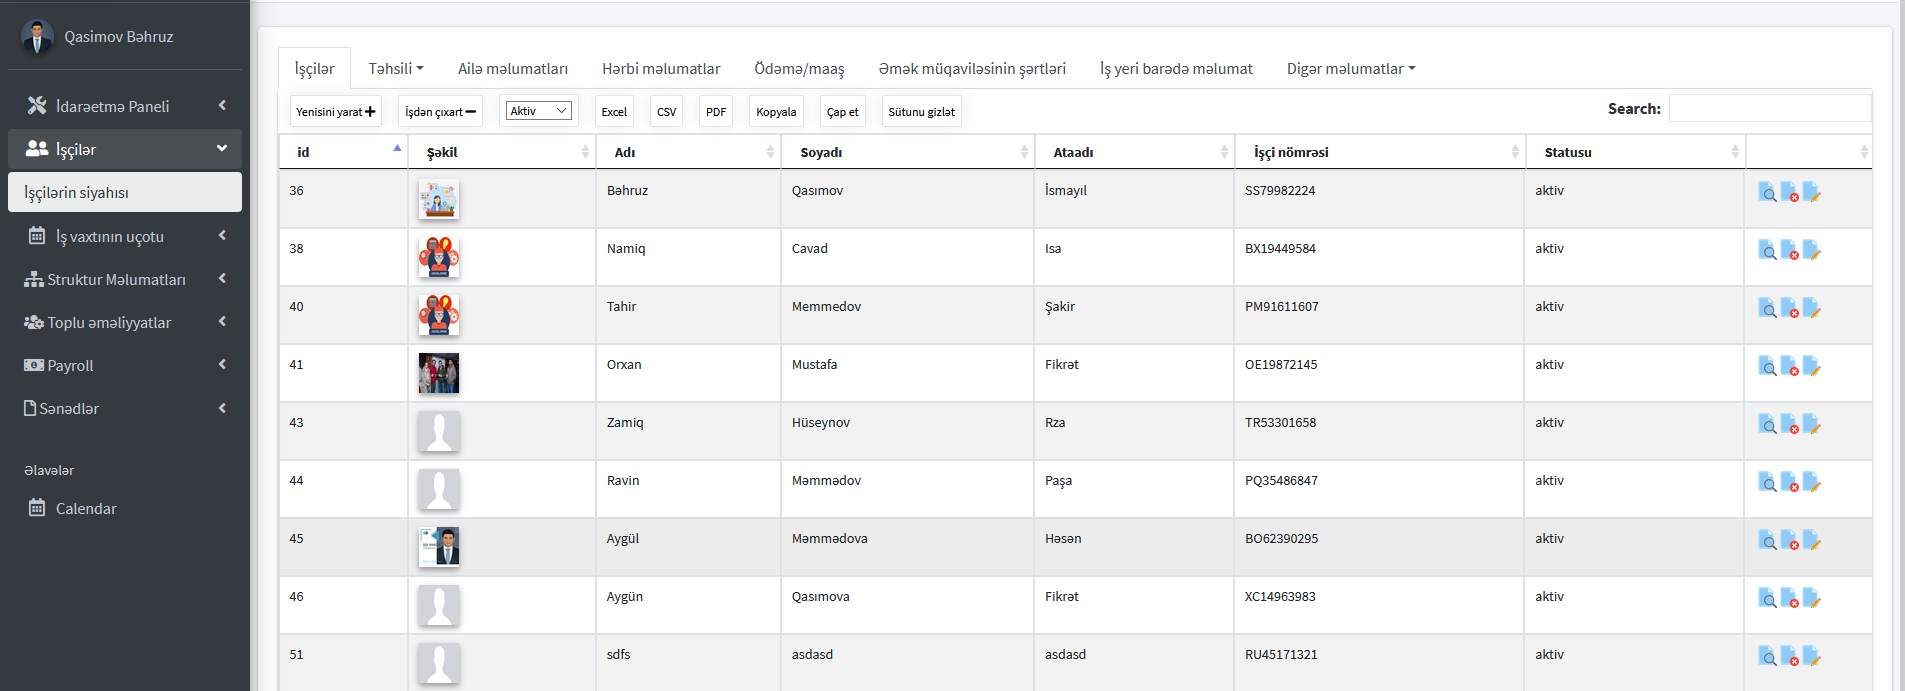 Qasimov Bəhruz
İdarəetmə Paneli
İşçilər
İşçilərin siyahısı
İş vaxtının uçotu
Struktur Məlumatları
Toplu əməliyyatlar
Payroll
Sənədlər
Əlavələr
Calendar
İşçilər Təhsili Ailə məlumatları Hərbi məlumatlar Ödəmə/maaş Əmək müqaviləsinin şərtləri İş yeri barədə məlumat Digər məlumatlar
Yenisini yarat İşdən çıxart Aktiv Excel CSV PDF Kopyala Çap et Sütunu gizlət Search:
id Şəkil Adı Soyadı Ataadı İşçi nömrəsi Statusu
36 Bəhruz Qasımov İsmayıl SS79982224 aktiv
38 Namiq Cavad Isa BX19449584 aktiv
40 Tahir Memmedov Şakir PM91611607 aktiv
41 Orxan Mustafa Fikrət OE19872145 aktiv
43 Zamiq Hüseynov Rza TR53301658 aktiv
44 Ravin Məmmədov Paşa PQ35486847 aktiv
45 Aygül Məmmədova Həsən BO62390295 aktiv
46 Aygün Qasımova Fikrət XC14963983 aktiv
51 sdfs asdasd asdasd RU45171321 aktiv